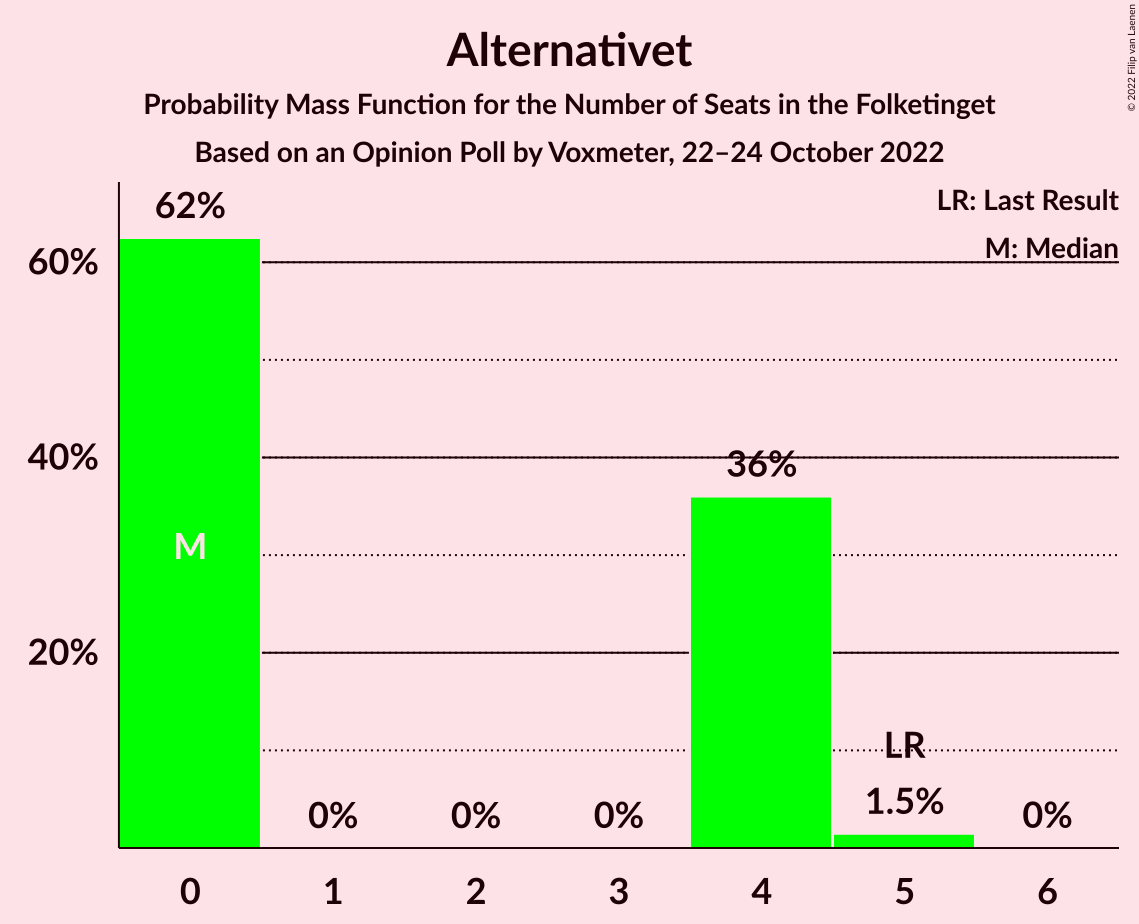 Alternativet
Probability Mass Function for the Number of Seats in the Folketinget
Based on an Opinion Poll by Voxmeter, 22–24 October 2022
© 2022 Filip van Laenen
LR: Last Result
M: Median
62%
60%
40%
36%
M
20%
LR
1.5%
0% 0% 0% 0%
0 1 2 3 4 5 6